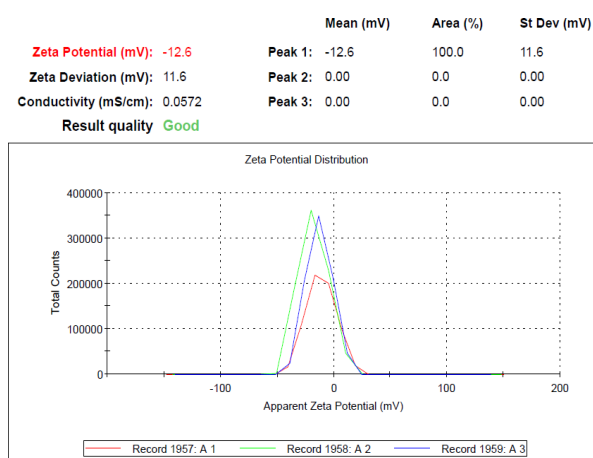 Mean (mV) Area (%) St Dev (mV)
Zeta Potential (mV): -12.6 Peak 1: -12.6 100.0 11.6
Zeta Deviation (mV): 11.6 Peak 2: 0.00 0.0 0.00
Conductivity (mS/cm): 0.0572 Peak 3: 0.00 0.0 0.00
Result quality Good
Zeta Potential Distribution
Total Counts
400000
300000
200000
100000
0
-100 0 100 200
Apparent Zeta Potential (mV)
Record 1957: A 1 Record 1958: A 2 Record 1959: A 3